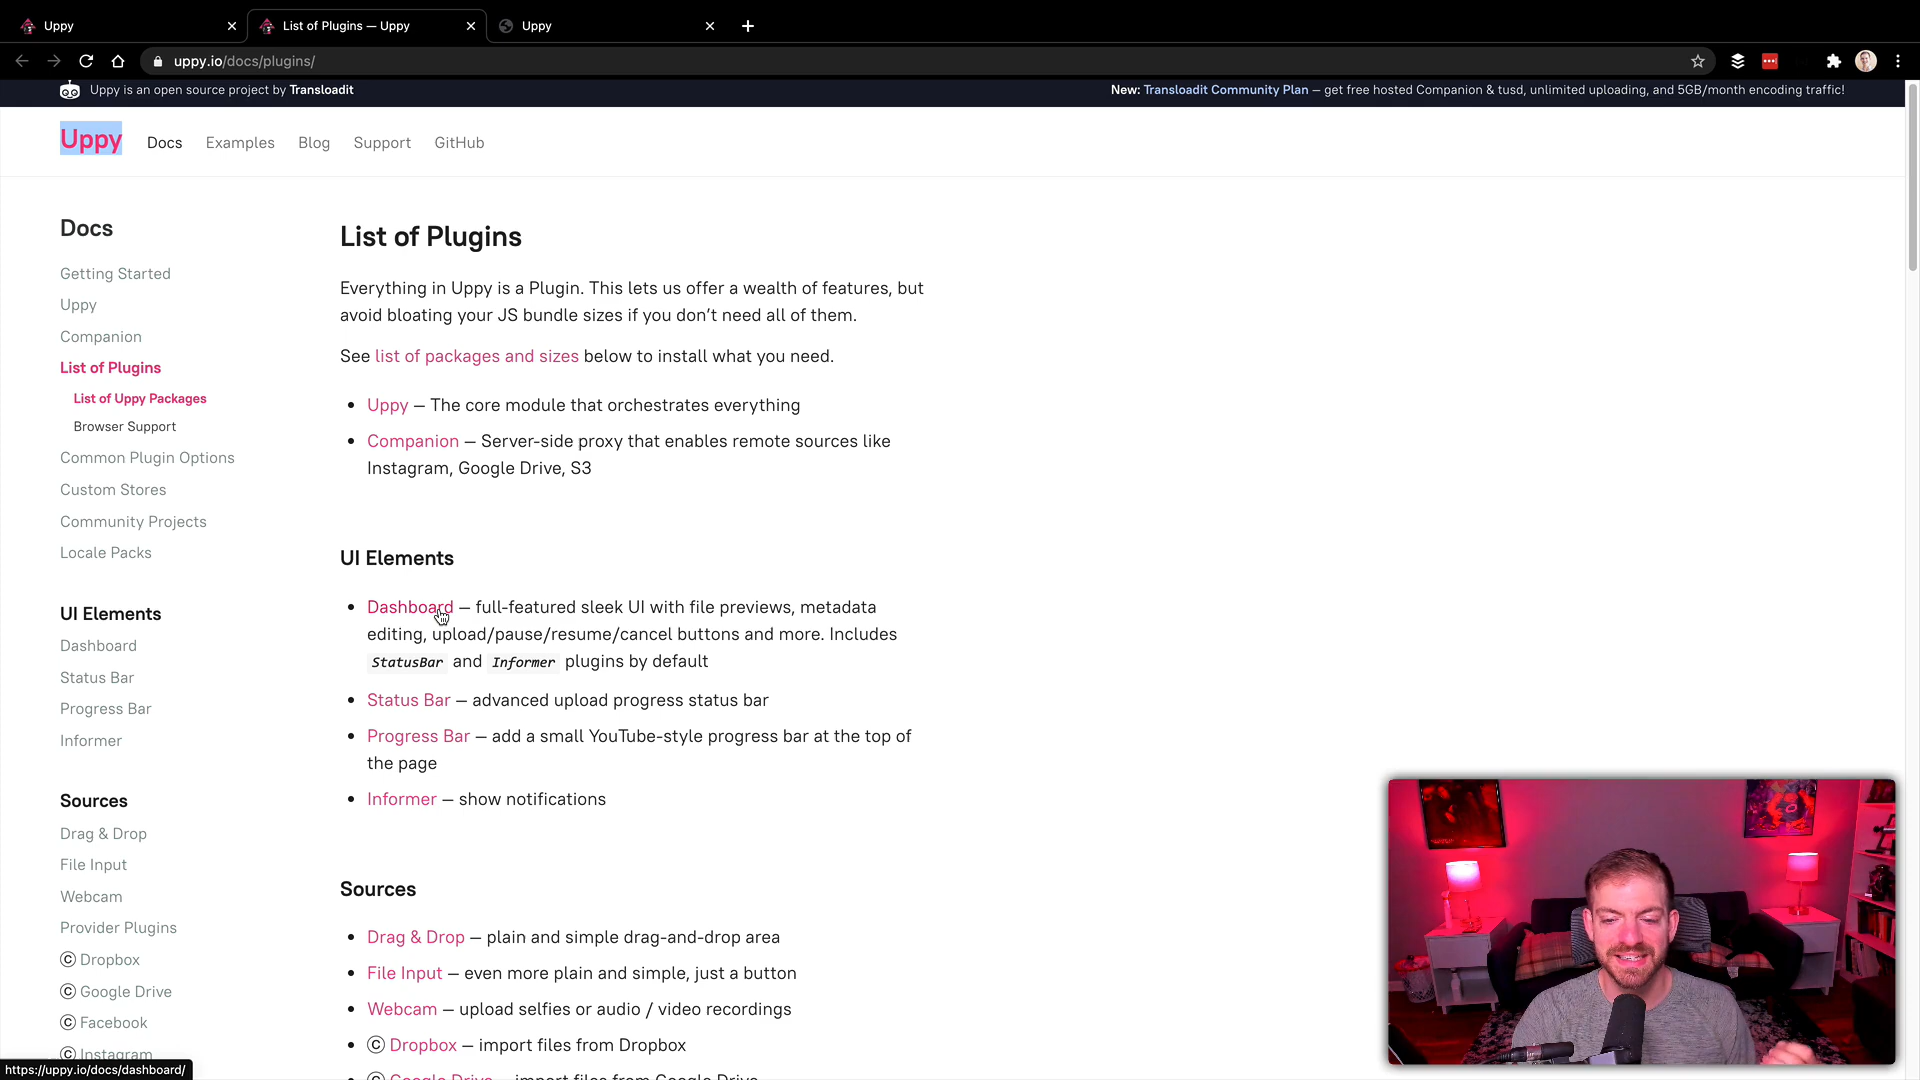 Uppy
List of Plugins — Uppy
Uppy
uppy.io/docs/plugins/
Uppy is an open source project by Transloadit
New: Transloadit Community Plan — get free hosted Companion & tusd, unlimited uploading, and 5GB/month encoding traffic!
Uppy
Docs
Examples
Blog
Support
GitHub
Docs
Getting Started
Uppy
Companion
List of Plugins
List of Uppy Packages
Browser Support
Common Plugin Options
Custom Stores
Community Projects
Locale Packs
UI Elements
Dashboard
Status Bar
Progress Bar
Informer
Sources
Drag & Drop
File Input
Webcam
Provider Plugins
Ⓒ Dropbox
Ⓒ Google Drive
Ⓒ Facebook
Ⓒ Instagram
https://uppy.io/docs/dashboard/
List of Plugins
Everything in Uppy is a Plugin. This lets us offer a wealth of features, but
avoid bloating your JS bundle sizes if you don’t need all of them.
See list of packages and sizes below to install what you need.
• Uppy — The core module that orchestrates everything
• Companion — Server-side proxy that enables remote sources like
Instagram, Google Drive, S3
UI Elements
• Dashboard — full-featured sleek UI with file previews, metadata
editing, upload/pause/resume/cancel buttons and more. Includes
StatusBar and Informer plugins by default
• Status Bar — advanced upload progress status bar
• Progress Bar — add a small YouTube-style progress bar at the top of
the page
• Informer — show notifications
Sources
• Drag & Drop — plain and simple drag-and-drop area
• File Input — even more plain and simple, just a button
• Webcam — upload selfies or audio / video recordings
• Ⓒ Dropbox — import files from Dropbox
• Ⓒ Google Drive — import files from Google Drive